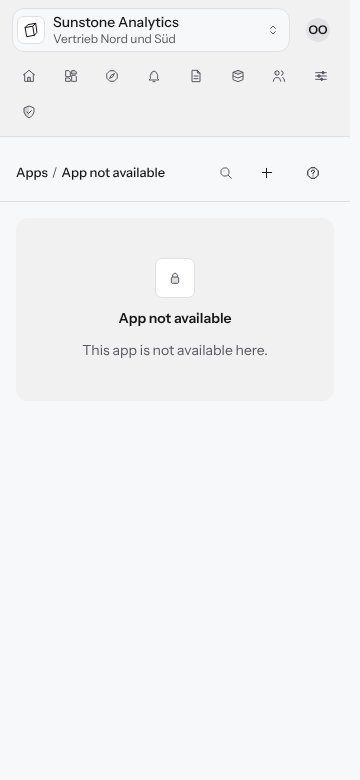 Sunstone Analytics
Vertrieb Nord und Süd
OO
Apps / App not available
App not available
This app is not available here.